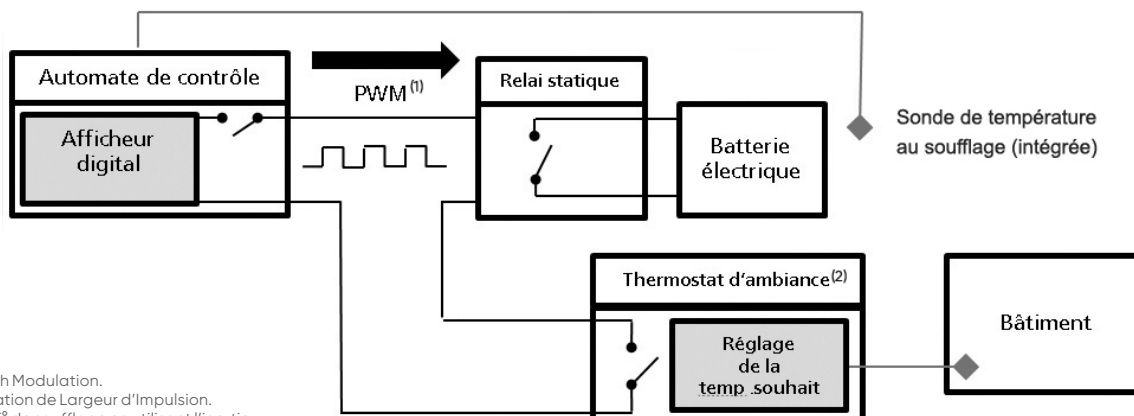 Automate de contrôle
Afficheur
digital
PWM(1)
Relai statique
Batterie
électrique
Sonde de température
au soufflage (intégrée)
Thermostat d'ambiance(2)
Réglage
de la
temp .souhait
Bâtiment
h Modulation.
ation de Largeur d'Impulsion.